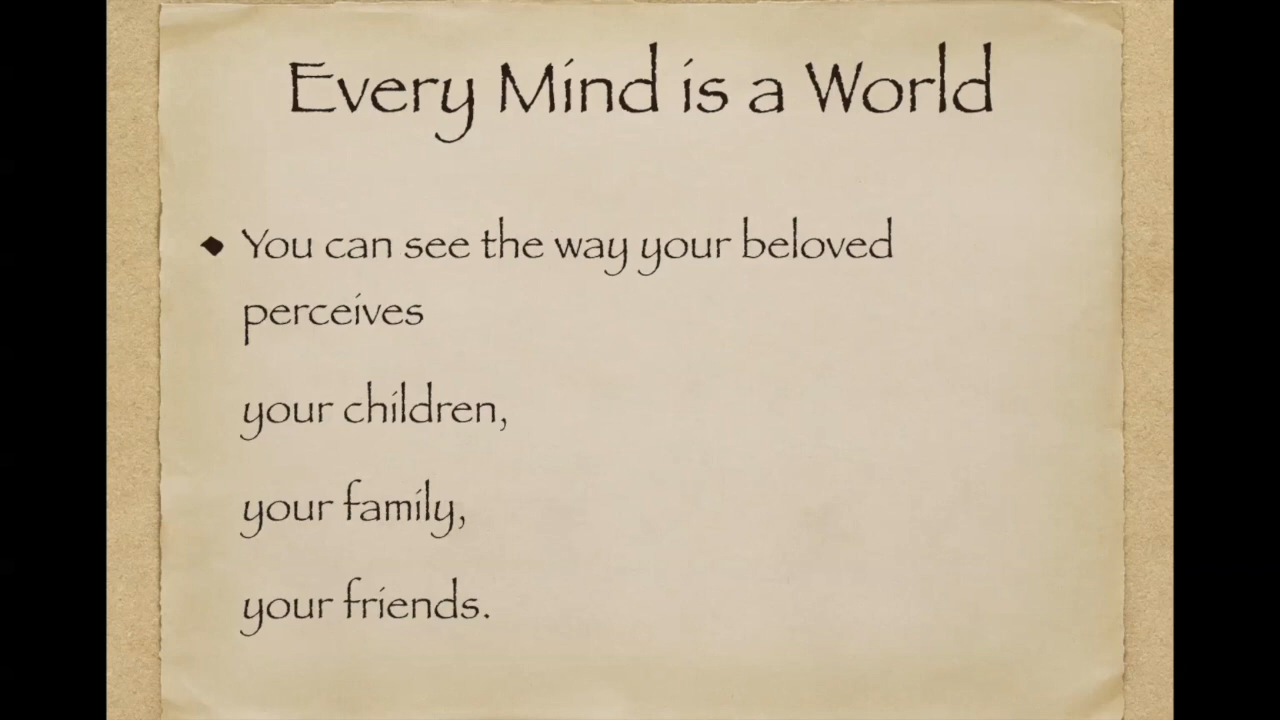 Every Mind is a World
You can see the way your beloved
perceives
your children,
your family,
your friends.